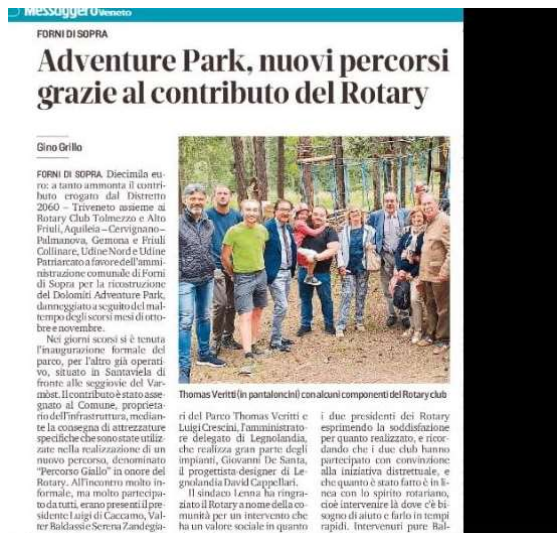 Messaggero Veneto
FORNI DI SOPRA
Adventure Park, nuovi percorsi
grazie al contributo del Rotary
Gino Grillo
FORNI DI SOPRA Diecimila eu-
ro: a tanto ammonta il contri-
buto erogato dal Distretto
2060 – Triveneto assieme ai
Rotary Club Tolmezzo e Alto
Friuli, Aquileia – Cervignano –
Palmanova, Gemona e Friuli
Collinare, Udine Nord e Udine
Patriarcato a favore dell'ammi-
nistrazione comunale di Forni
di Sopra per la ricostruzione
del Dolomiti Adventure Park,
danneggiato a seguito del mal-
tempo degli scorsi mesi di otto-
bre e novembre.
Nei giorni scorsi si è tenuta
l'inaugurazione formale del
parco, per l'altro già operati-
vo, situato in Santaviela di
fronte alle seggiovie del Var-
mòst. Il contributo è stato asse-
gnato al Comune, proprieta-
rio dell'infrastruttura, median-
te la consegna di attrezzature
specifiche che sono state utiliz-
zate nella realizzazione di un
nuovo percorso, denominato
"Percorso Giallo" in onore del
Rotary. All'incontro molto in-
formale, ma molto partecipa-
to da tutti, erano presenti il pre-
sidente Luigi di Caccamo, Val-
ter Baldassi e Serena Zandegia-
Thomas Veritti (in pantaloncini) con alcuni componenti del Rotary club
ri del Parco Thomas Veritti e
Luigi Crescini, l'amministrato-
re delegato di Legnolandia,
che realizza gran parte degli
impianti, Giovanni De Santa,
il progettista-designer di Le-
gnolandia David Cappellari.
Il sindaco Lenna ha ringra-
ziato il Rotary a nome della co-
munità per un intervento che
ha un valore sociale in quanto
i due presidenti dei Rotary
esprimendo la soddisfazione
per quanto realizzato, e ricor-
dando che i due club hanno
partecipato con convinzione
alla iniziativa distrettuale, e
che quanto è stato fatto è in li-
nea con lo spirito rotariano,
cioè intervenire là dove c'è bi-
sogno di aiuto e farlo in tempi
rapidi. Intervenuti pure Bal-